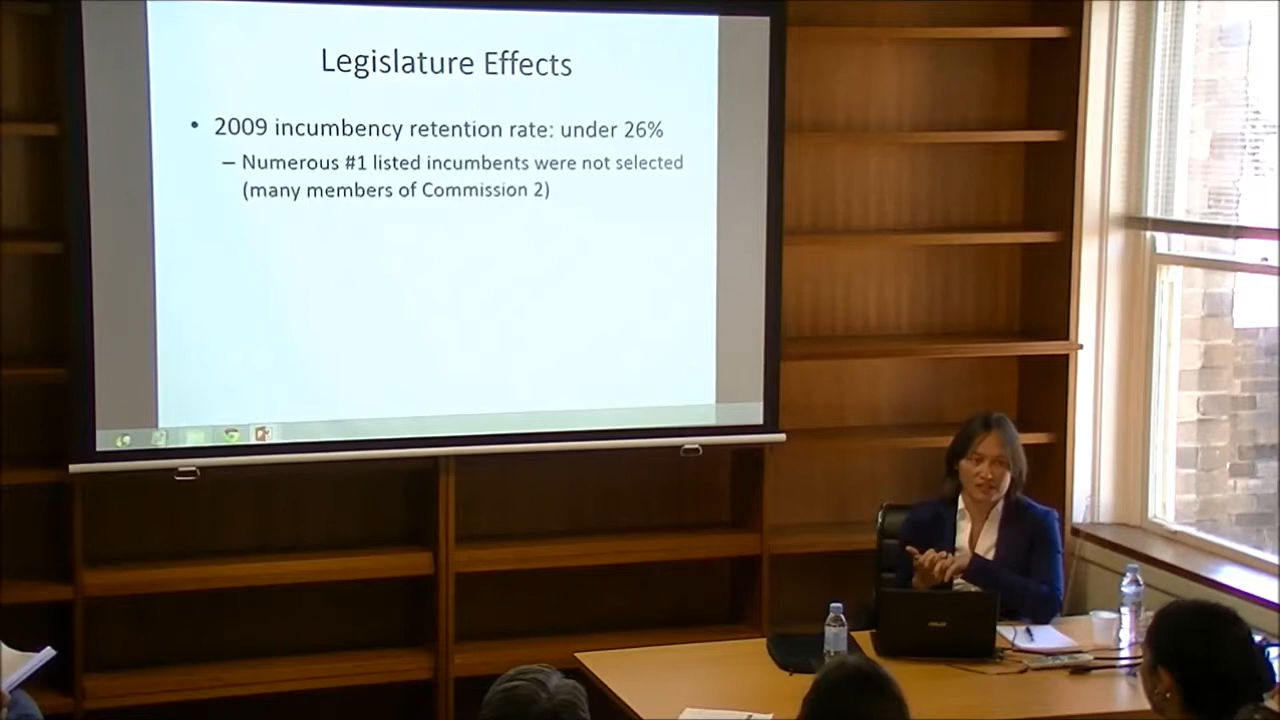 Legislature Effects
• 2009 incumbency retention rate: under 26%
– Numerous #1 listed incumbents were not selected
(many members of Commission 2)
ASUS